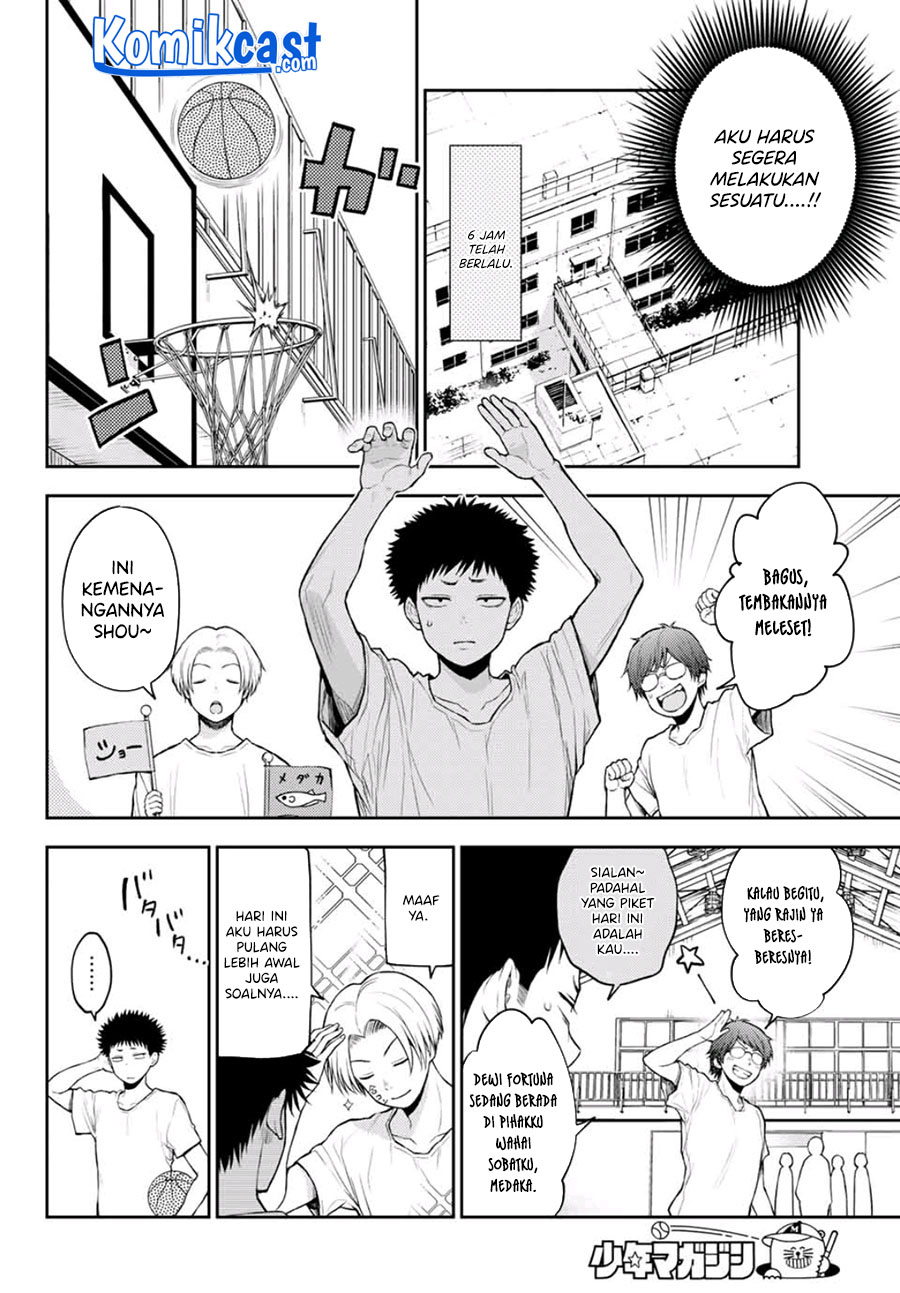 Komikcast
.com
AKU HARUS
SEGERA
MELAKUKAN
SESUATU....!!
6 JAM
TELAH
BERLALU.
ガ
ン
BAGUS,
TEMBAKANNYA
MELESET!
INI
KEMENA-
NGANNYA
SHOU~
ショー
メダカ
KALAU BEGITU,
YANG RAJIN YA
BERES-
BERESNYA!
SIALAN~
PADAHAL
YANG PIKET
HARI INI
ADALAH
KAU....
DEWI FORTUNA
SEDANG BERADA
DI PIHAKKU
WAHAI
SOBATKU,
MEDAKA.
MAAF
YA.
HARI INI
AKU HARUS
PULANG
LEBIH AWAL
JUGA
SOALNYA....
バタ
バタ...
......
少年マガジン